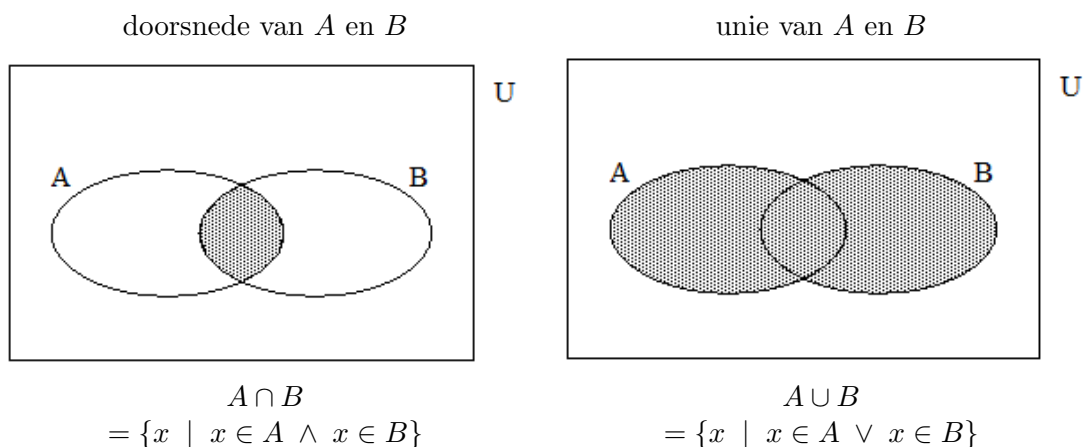 doorsnede van A en B
U
A
B
A ∩ B
= {x | x ∈ A ∧ x ∈ B}
unie van A en B
U
A
B
A ∪ B
= {x | x ∈ A ∨ x ∈ B}